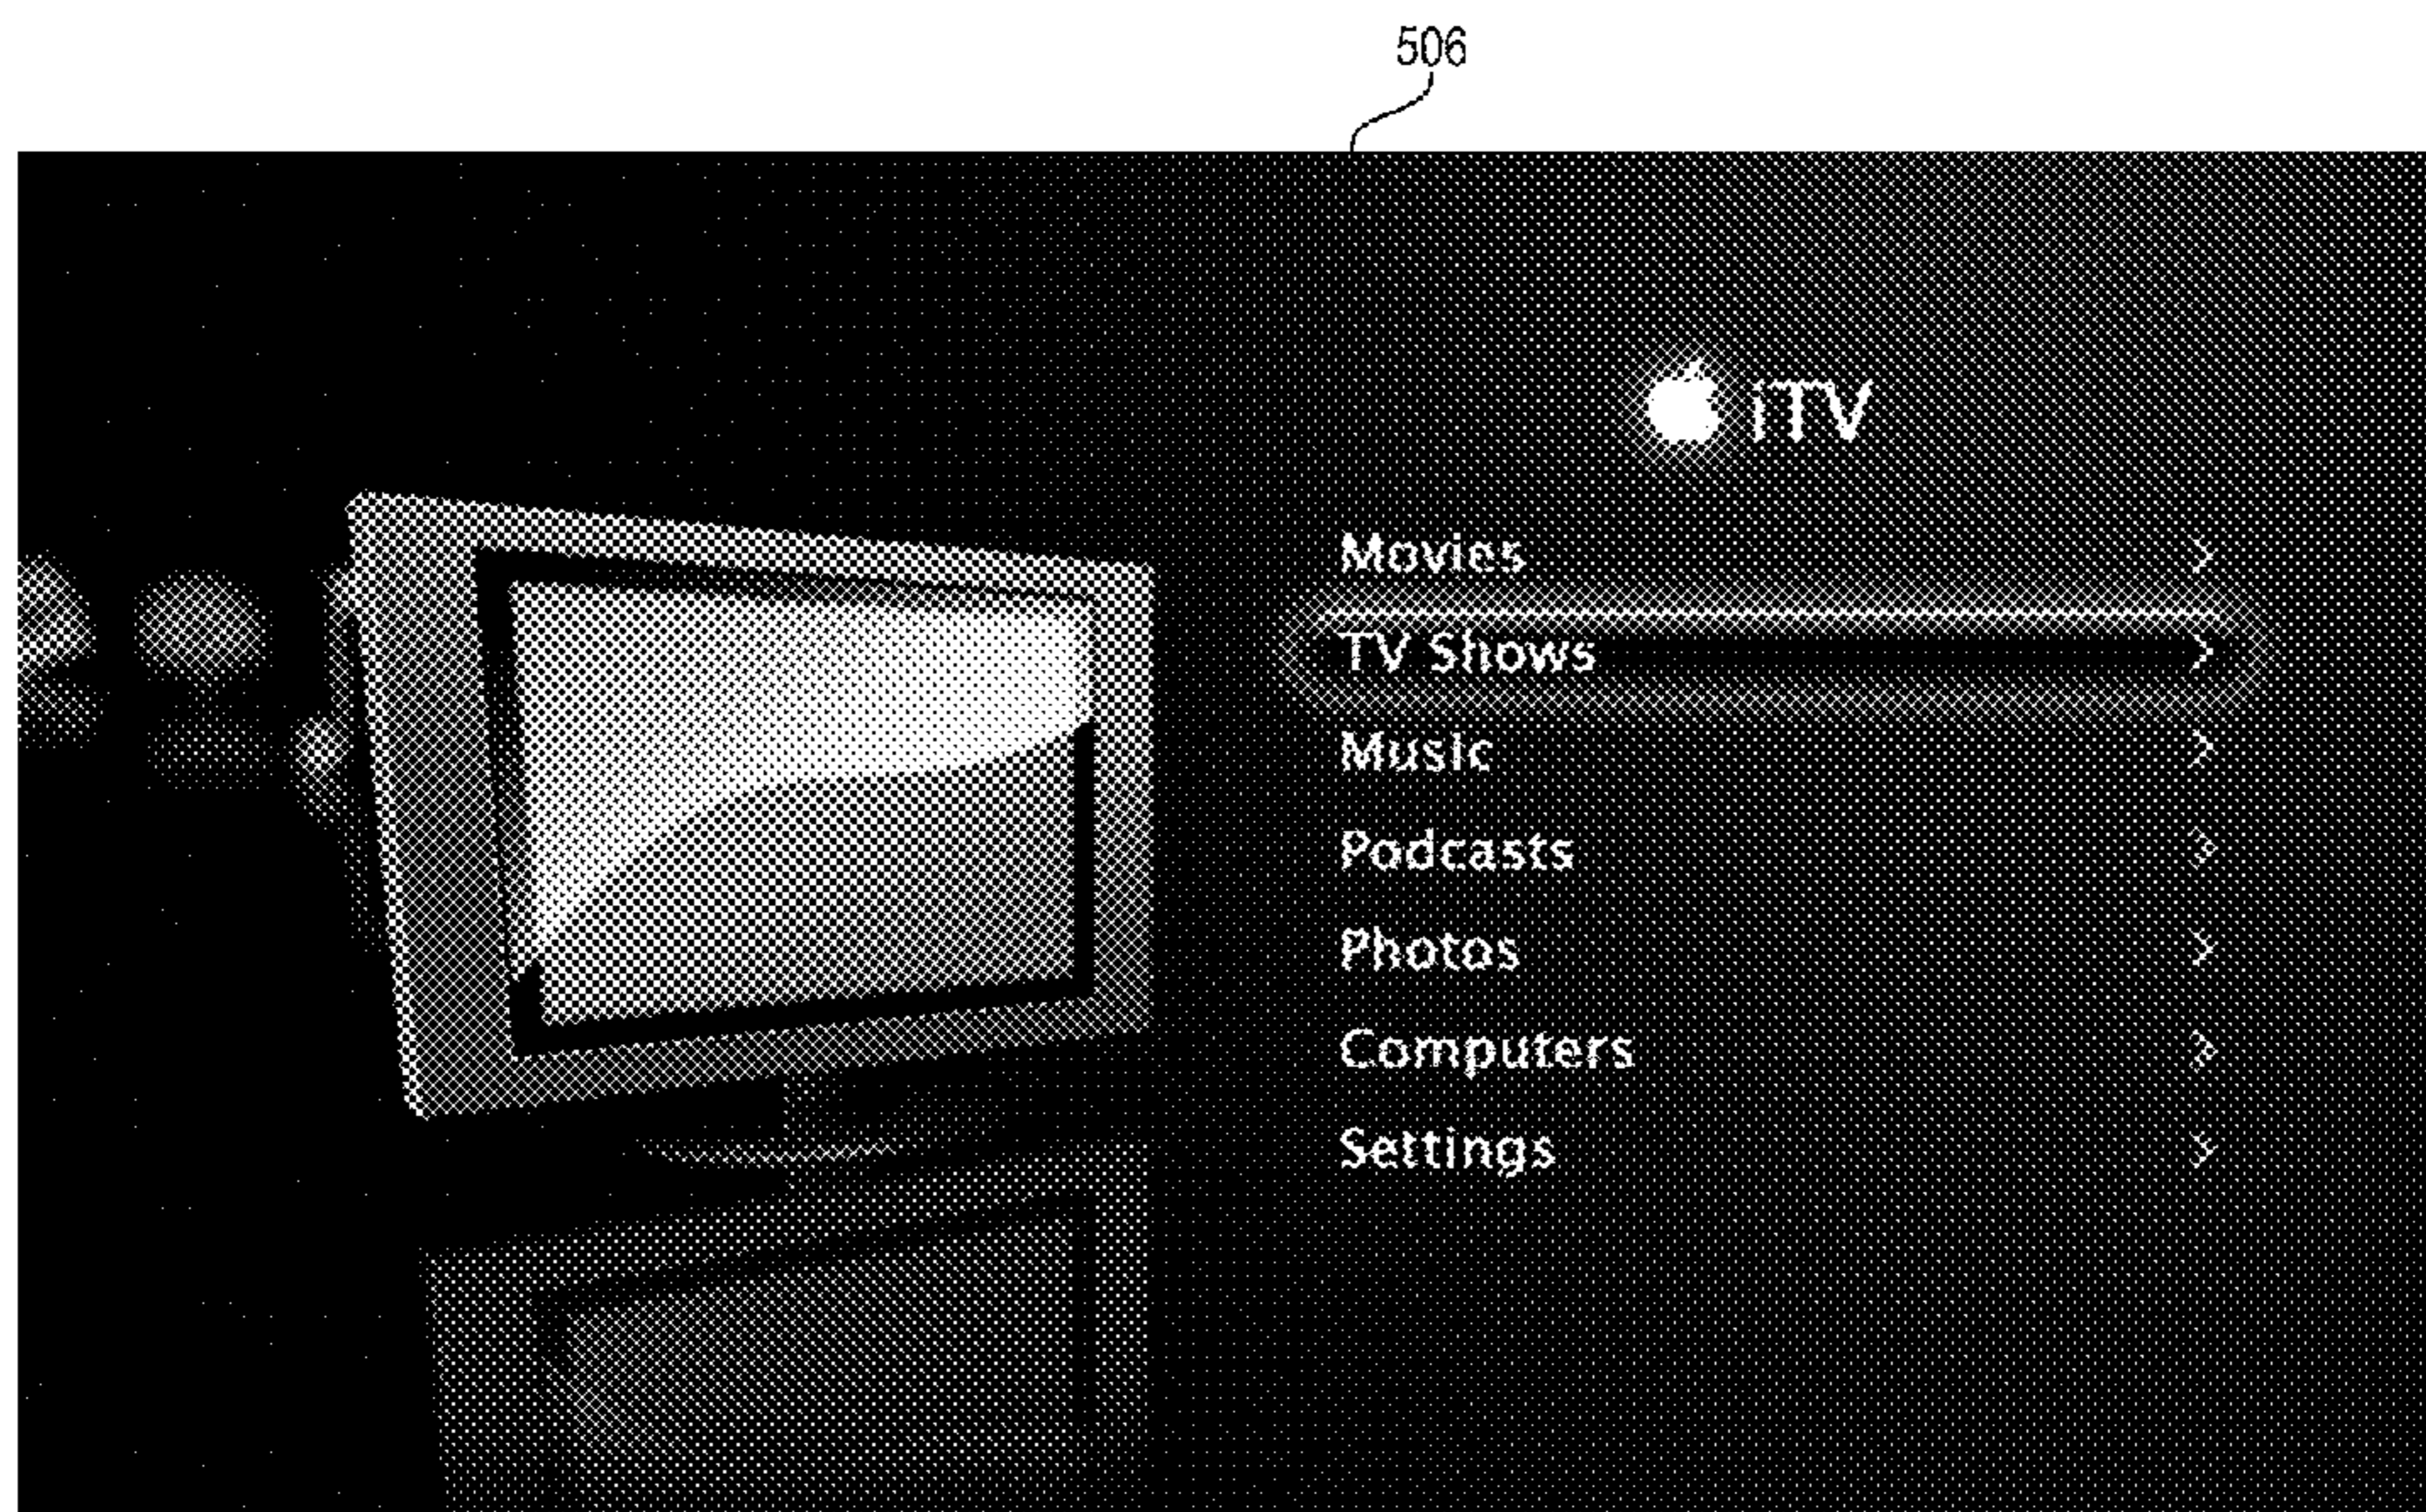 506
iTV
Movies
TV Shows
Music
Podcasts
Photos
Computers
Settings